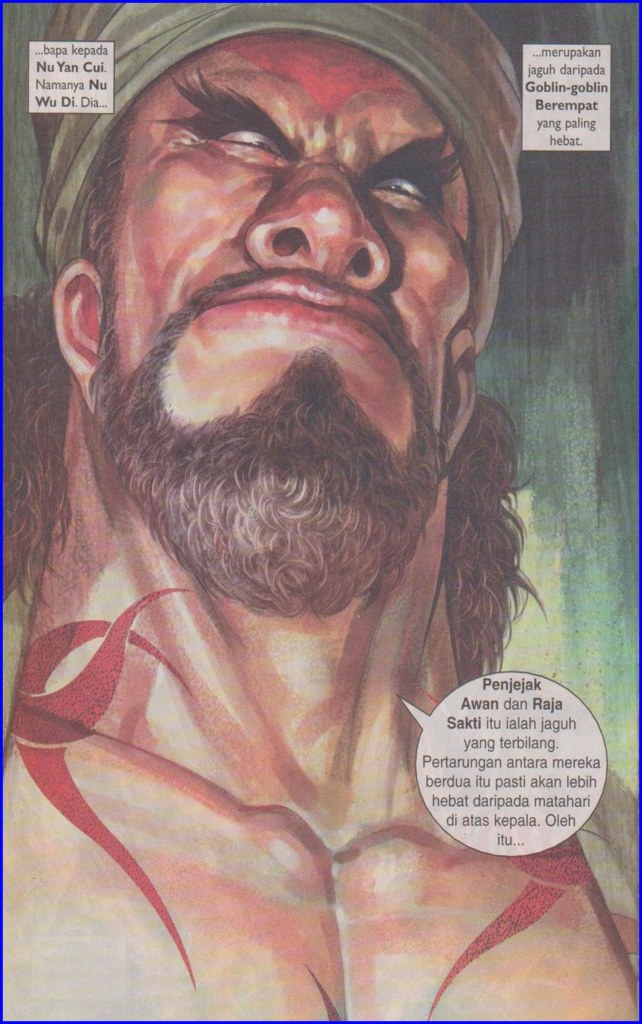 ...bapa kepada
Nu Yan Cui.
Namanya Nu
Wu Di. Dia...
...merupakan
jaguh daripada
Goblin-goblin
Berempat
yang paling
hebat.
Penjejak
Awan dan Raja
Sakti itu ialah jaguh
yang terbilang.
Pertarungan antara mereka
berdua itu pasti akan lebih
hebat daripada matahari
di atas kepala. Oleh
itu...